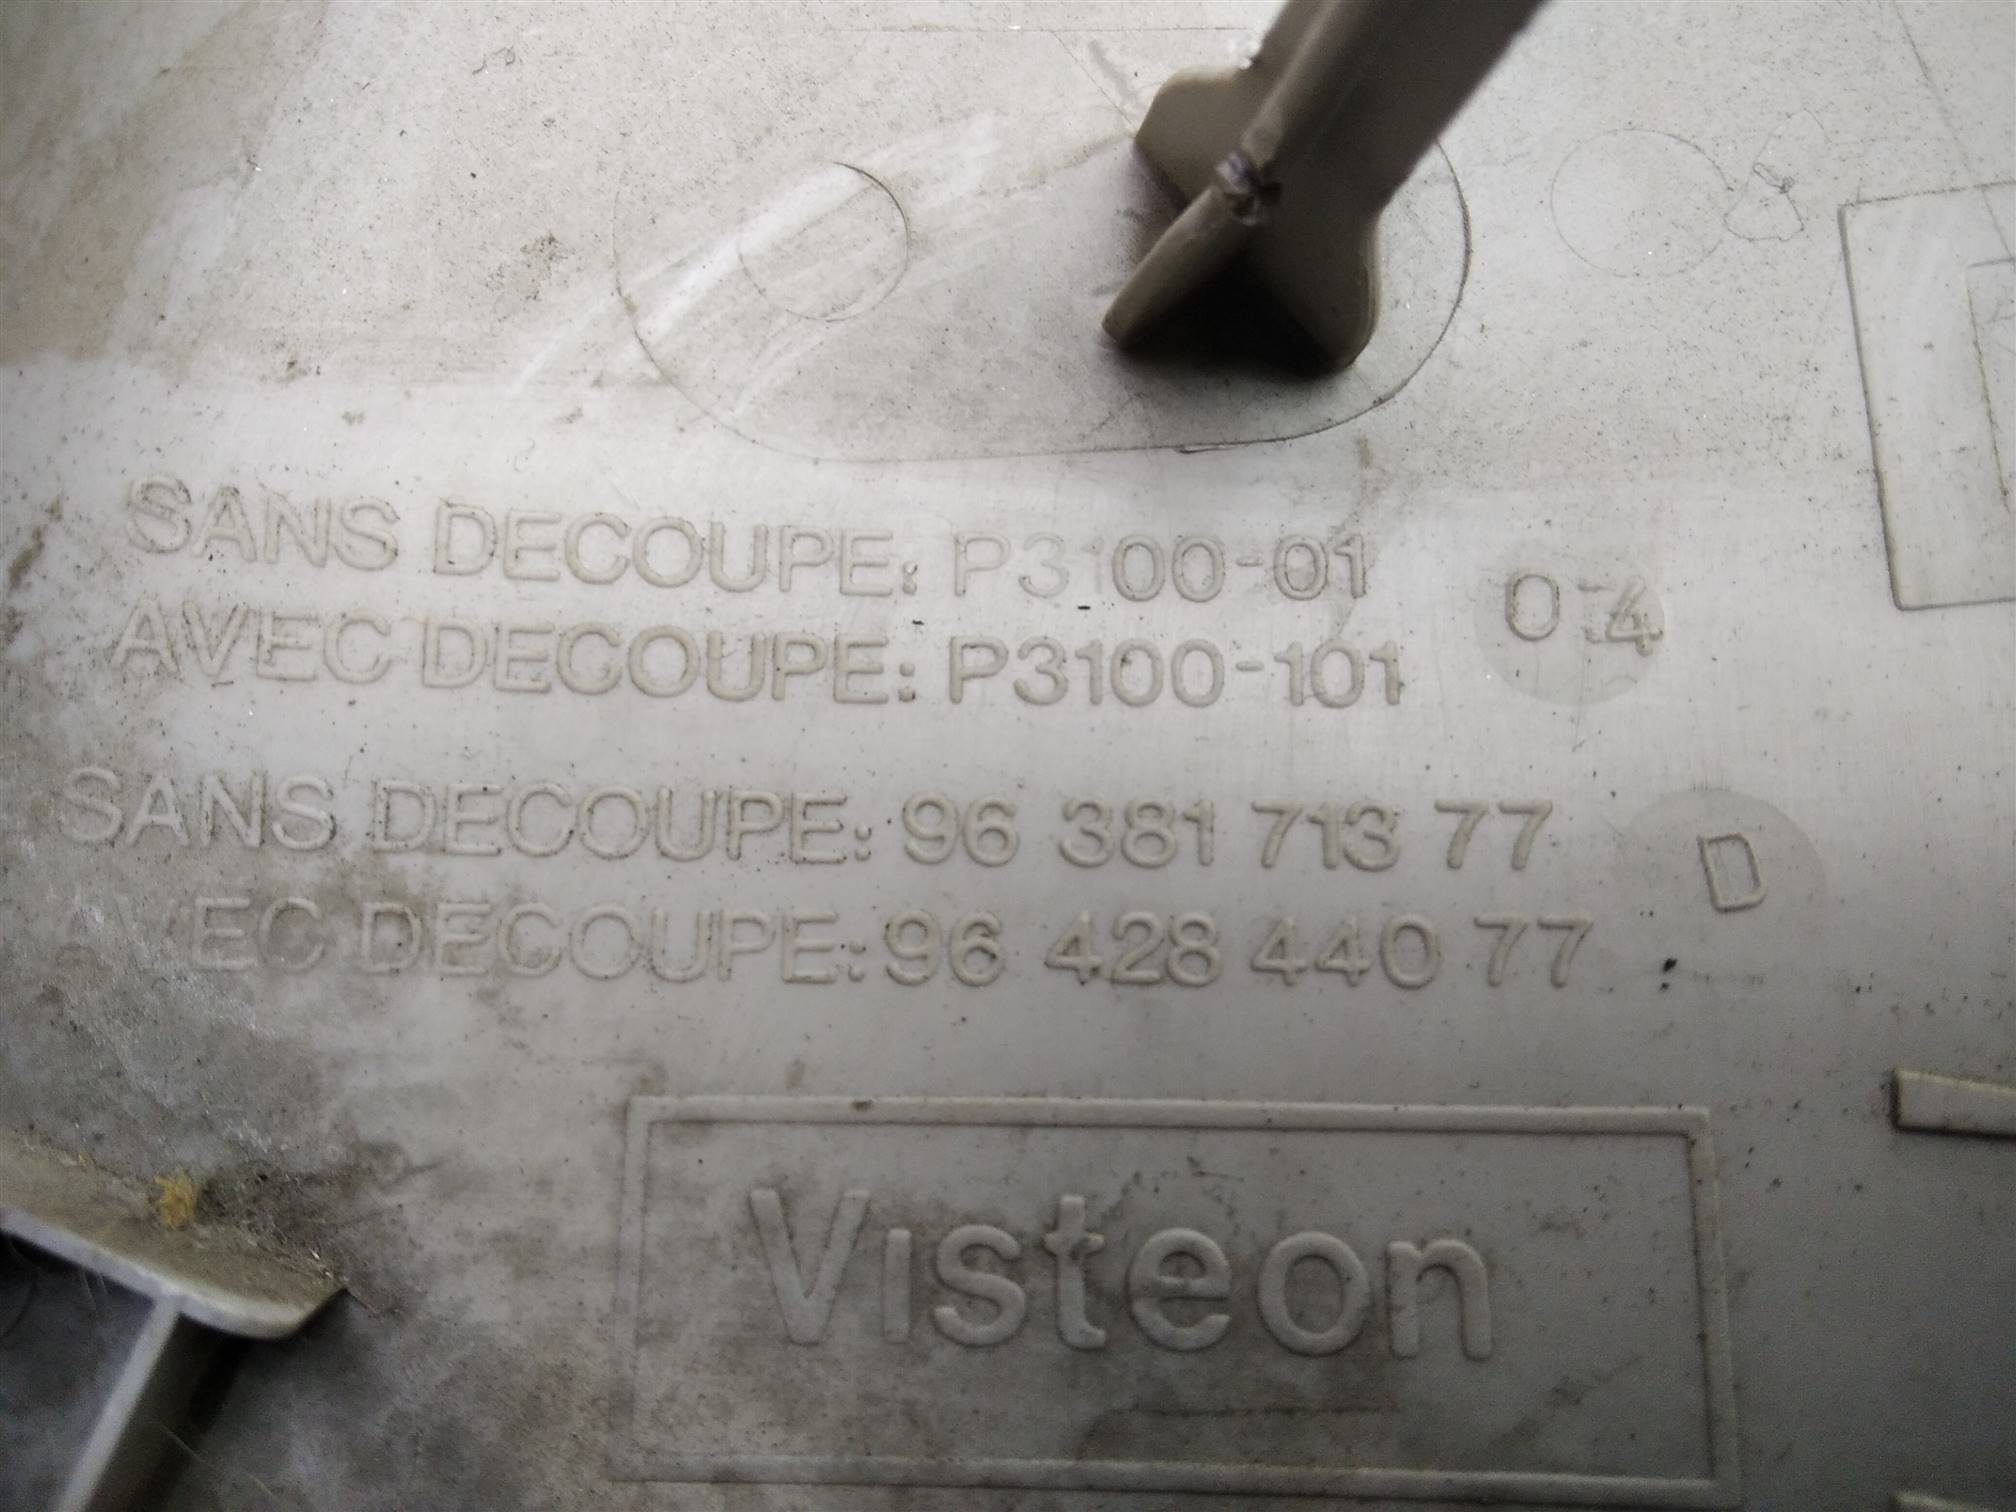 SANS DECOUPE: P3100-01
AVEC DECOUPE: P3100-101
04
SANS DECOUPE: 96 381 713 77
AVEC DECOUPE: 96 428 440 77
D
Visteon